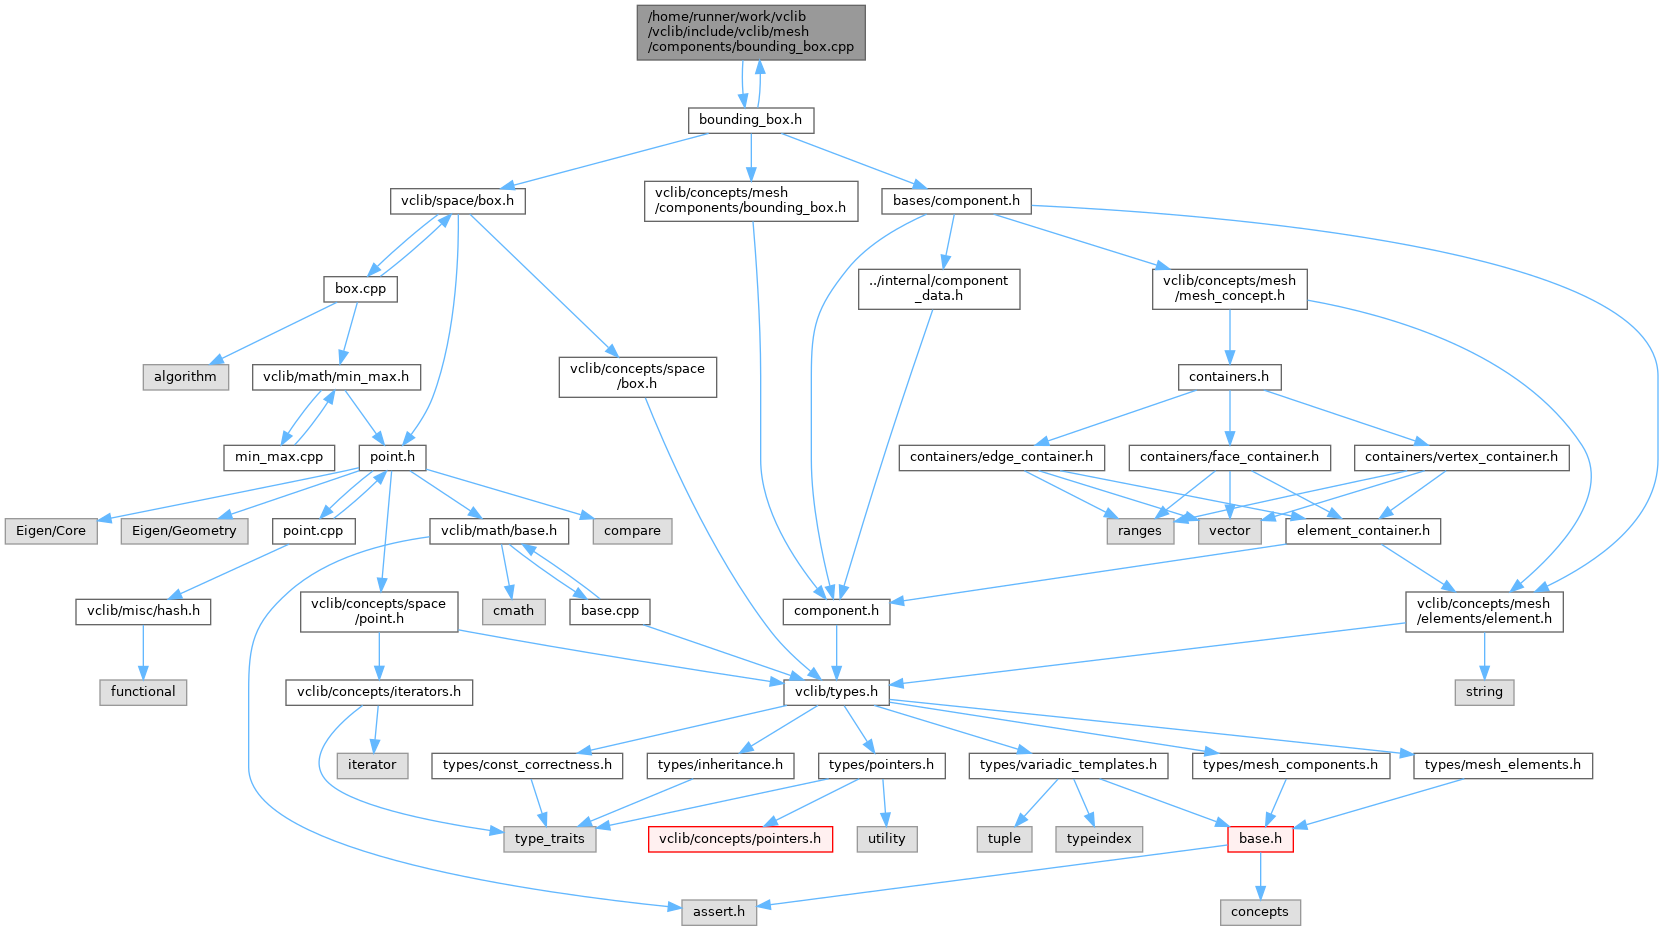 /home/runner/work/vclib
/vclib/include/vclib/mesh
/components/bounding_box.cpp
bounding_box.h
vclib/space/box.h
vclib/concepts/mesh
/components/bounding_box.h
bases/component.h
box.cpp
../internal/component
_data.h
vclib/concepts/mesh
/mesh_concept.h
algorithm
vclib/math/min_max.h
vclib/concepts/space
/box.h
containers.h
min_max.cpp
point.h
containers/edge_container.h
containers/face_container.h
containers/vertex_container.h
Eigen/Core
Eigen/Geometry
point.cpp
vclib/math/base.h
compare
ranges
vector
element_container.h
vclib/misc/hash.h
vclib/concepts/space
/point.h
cmath
base.cpp
component.h
vclib/concepts/mesh
/elements/element.h
functional
vclib/concepts/iterators.h
vclib/types.h
string
iterator
types/const_correctness.h
types/inheritance.h
types/pointers.h
types/variadic_templates.h
types/mesh_components.h
types/mesh_elements.h
type_traits
vclib/concepts/pointers.h
utility
tuple
typeindex
base.h
assert.h
concepts